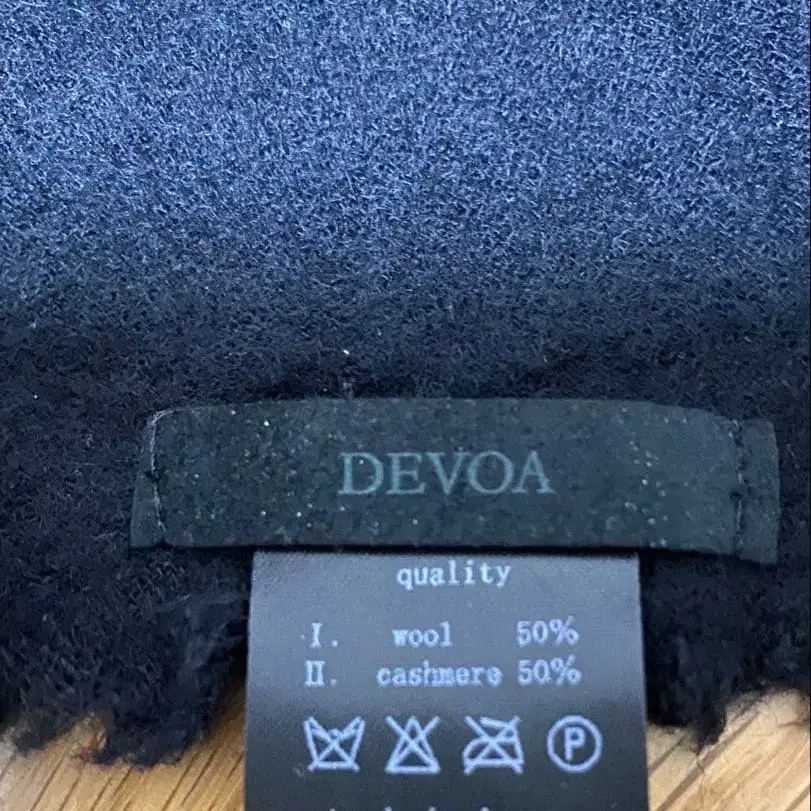 DEVOA
quality
I. wool 50%
II. cashmere 50%
P